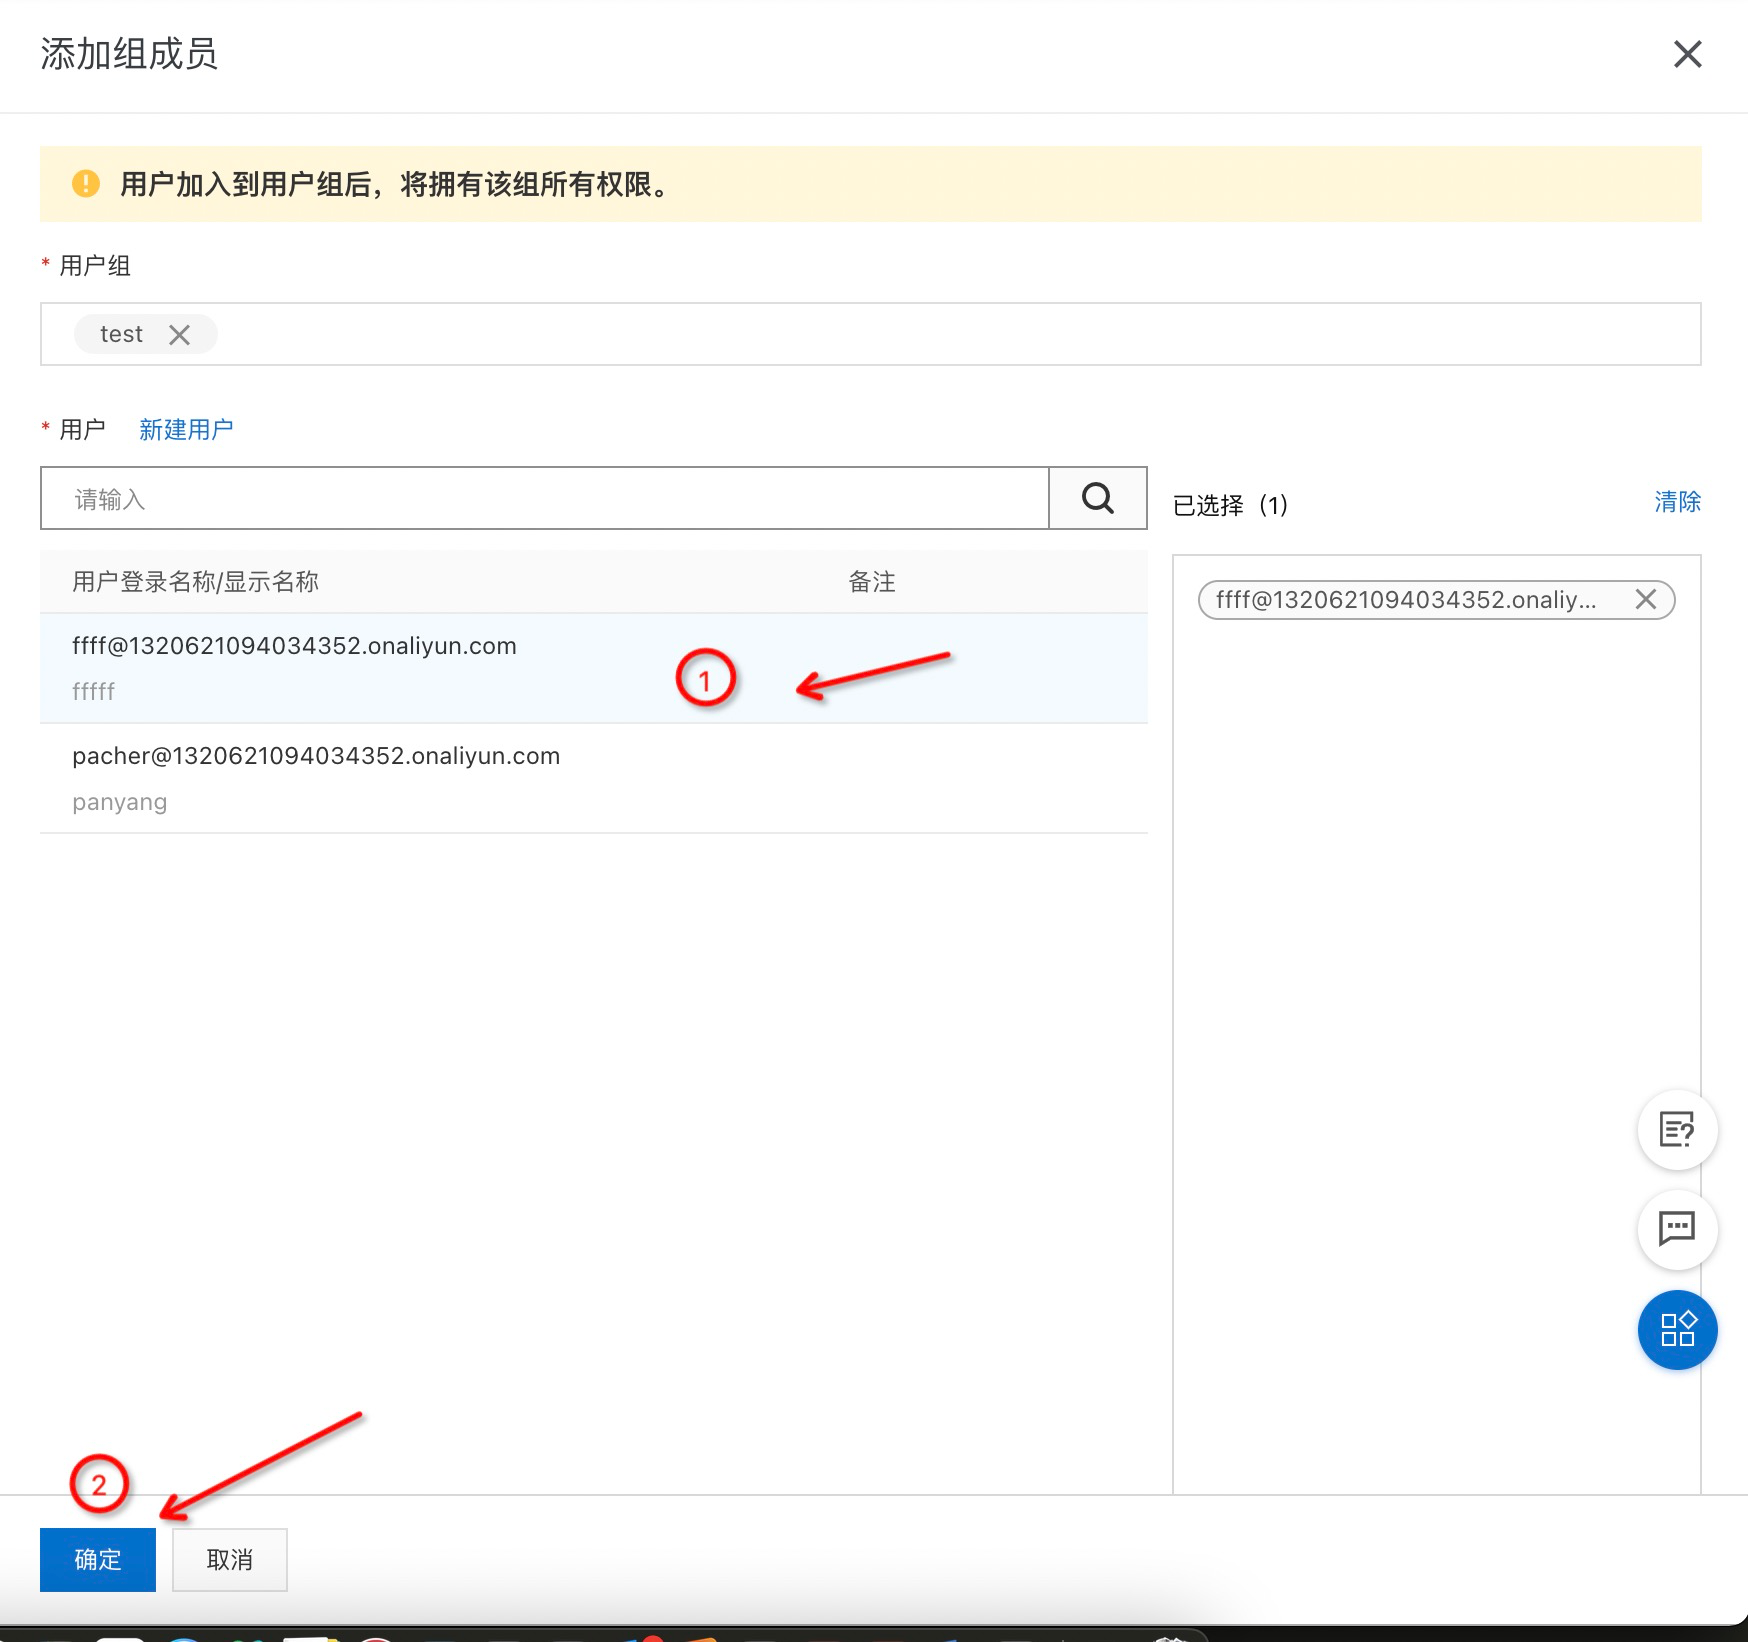 添加组成员
用户加入到用户组后，将拥有该组所有权限。
* 用户组
test
* 用户 新建用户
请输入
已选择（1）
清除
用户登录名称/显示名称 备注
ffff@1320621094034352.onaliyun.com
fffff
1
ffff@1320621094034352.onaliy...
pacher@1320621094034352.onaliyun.com
panyang
2
确定 取消